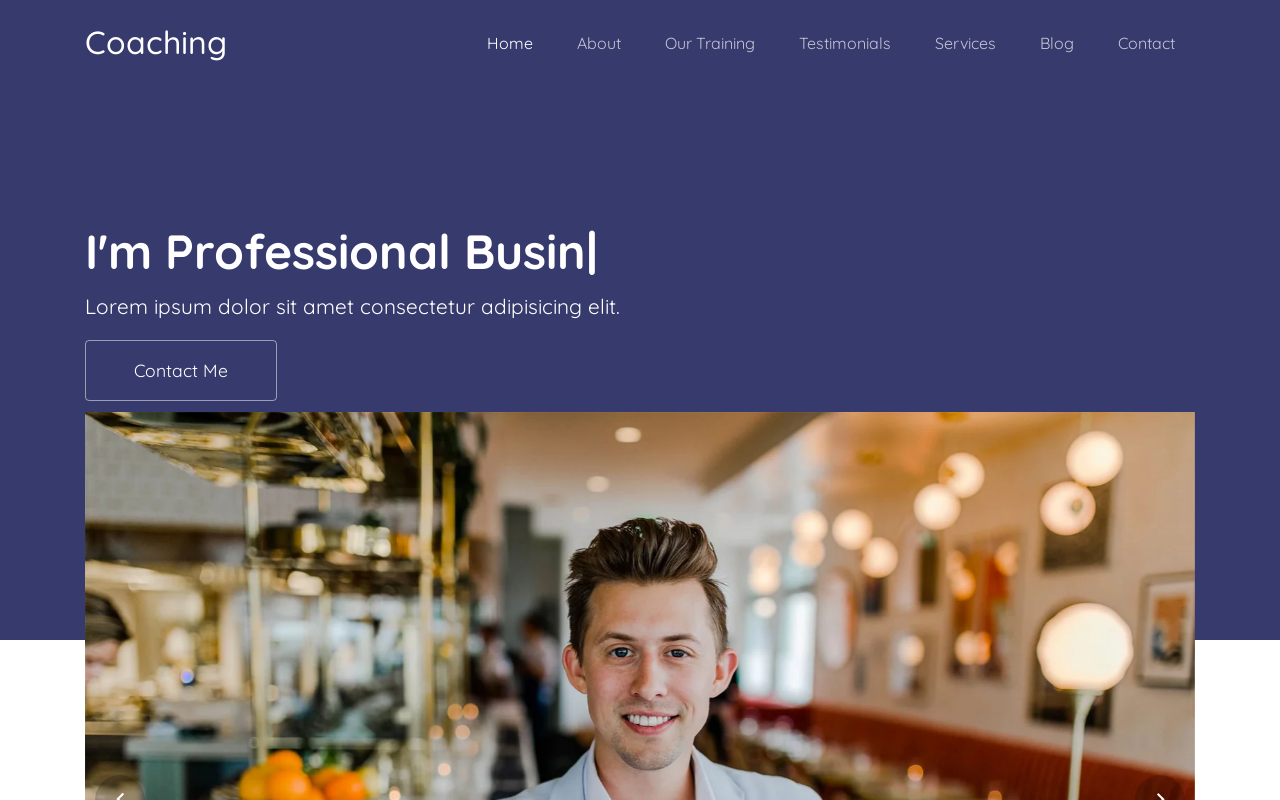 Coaching
Home
About
Our Training
Testimonials
Services
Blog
Contact
I'm Professional Busin|
Lorem ipsum dolor sit amet consectetur adipisicing elit.
Contact Me